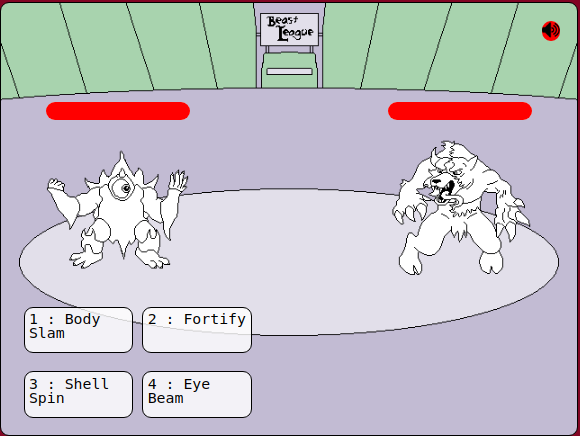 Beast
League
1 : Body
Slam
2 : Fortify
3 : Shell
Spin
4 : Eye
Beam